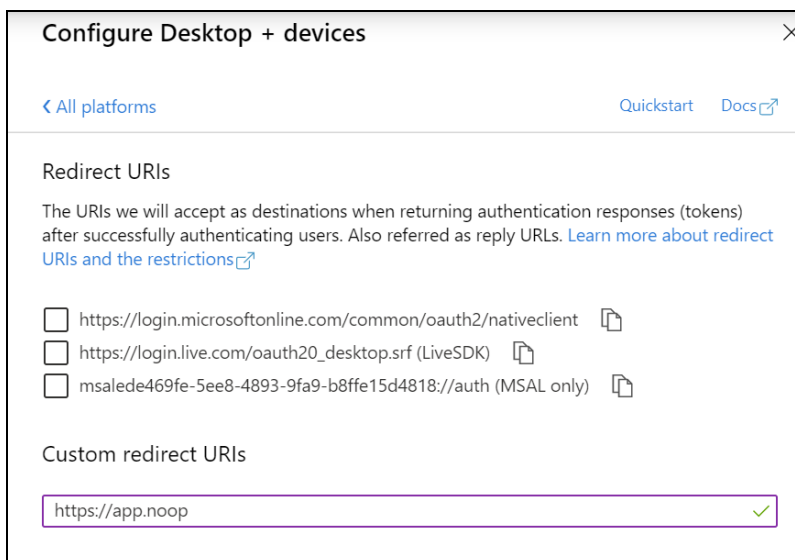 Configure Desktop + devices
All platforms
Quickstart
Docs
Redirect URIs
The URIs we will accept as destinations when returning authentication responses (tokens)
after successfully authenticating users. Also referred as reply URLs. Learn more about redirect
URIs and the restrictions
https://login.microsoftonline.com/common/oauth2/nativeclient
https://login.live.com/oauth20_desktop.srf (LiveSDK)
msalede469fe-5ee8-4893-9fa9-b8ffe15d4818://auth (MSAL only)
Custom redirect URIs
https://app.noop